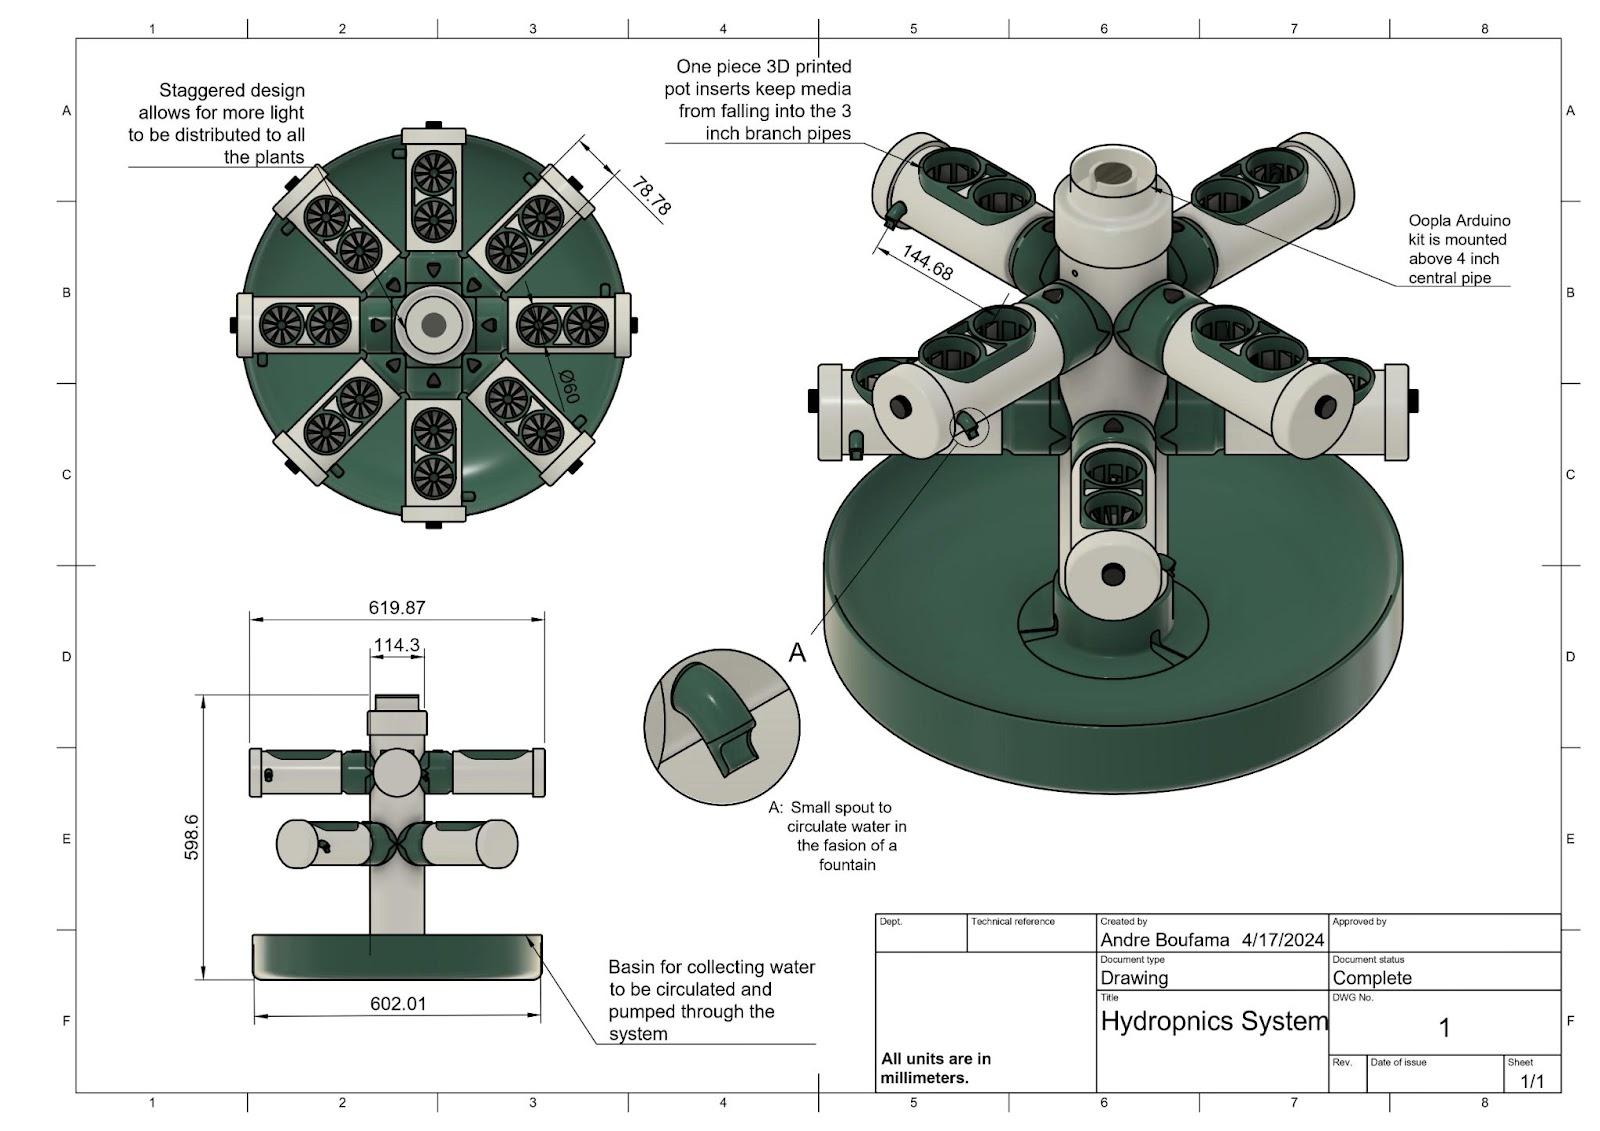 1 2 3 4 5 6 7 8
A
B
C
D
E
F
Staggered design
allows for more light
to be distributed to all
the plants
78.78
Ø60
One piece 3D printed
pot inserts keep media
from falling into the 3
inch branch pipes
144.68
Oopla Arduino
kit is mounted
above 4 inch
central pipe
A
B
C
D
E
F
619.87
114.3
598.6
602.01
A
A: Small spout to
circulate water in
the fasion of a
fountain
Basin for collecting water
to be circulated and
pumped through the
system
Dept.
Technical reference
Created by
Andre Boufama 4/17/2024
Approved by
Document type
Drawing
Document status
Complete
Title
Hydropnics System
DWG No.
1
All units are in
millimeters.
Rev.
Date of issue
Sheet
1/1
1 2 3 4 5 6 7 8